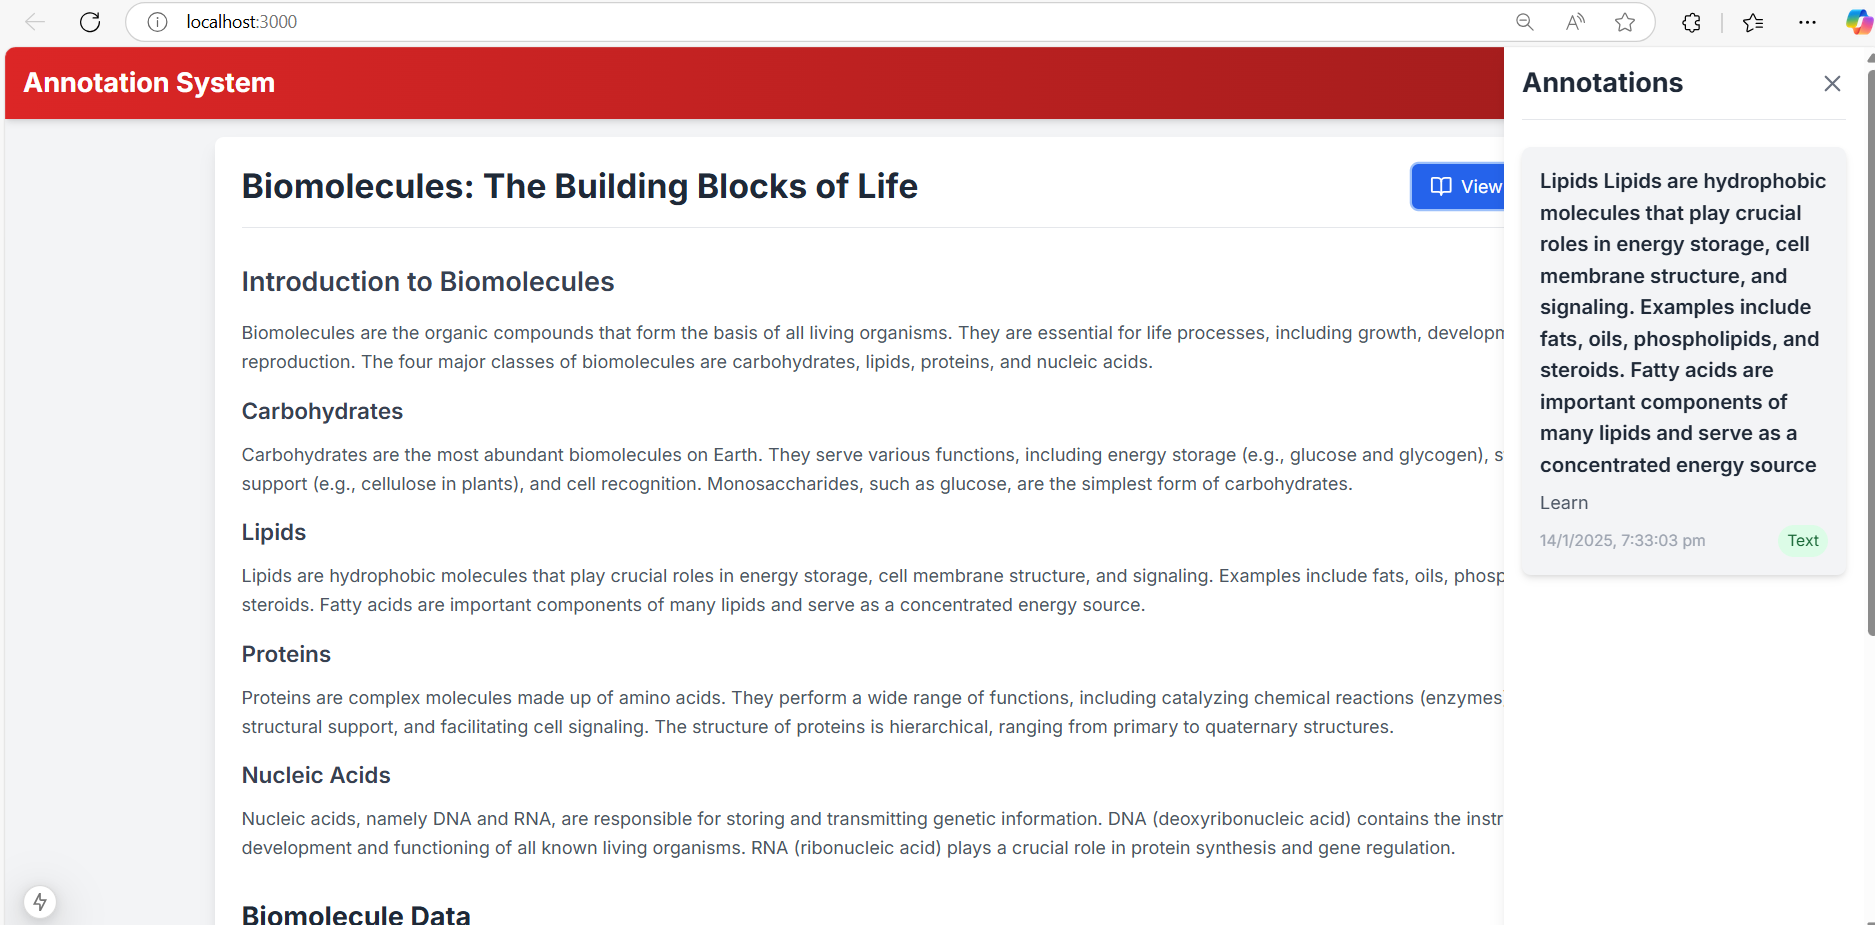 localhost:3000
Annotation System
Biomolecules: The Building Blocks of Life
View
Introduction to Biomolecules
Biomolecules are the organic compounds that form the basis of all living organisms. They are essential for life processes, including growth, developm
reproduction. The four major classes of biomolecules are carbohydrates, lipids, proteins, and nucleic acids.
Carbohydrates
Carbohydrates are the most abundant biomolecules on Earth. They serve various functions, including energy storage (e.g., glucose and glycogen), s
support (e.g., cellulose in plants), and cell recognition. Monosaccharides, such as glucose, are the simplest form of carbohydrates.
Lipids
Lipids are hydrophobic molecules that play crucial roles in energy storage, cell membrane structure, and signaling. Examples include fats, oils, phosp
steroids. Fatty acids are important components of many lipids and serve as a concentrated energy source.
Proteins
Proteins are complex molecules made up of amino acids. They perform a wide range of functions, including catalyzing chemical reactions (enzymes)
structural support, and facilitating cell signaling. The structure of proteins is hierarchical, ranging from primary to quaternary structures.
Nucleic Acids
Nucleic acids, namely DNA and RNA, are responsible for storing and transmitting genetic information. DNA (deoxyribonucleic acid) contains the instr
development and functioning of all known living organisms. RNA (ribonucleic acid) plays a crucial role in protein synthesis and gene regulation.
Biomolecule Data
Annotations
Lipids Lipids are hydrophobic
molecules that play crucial
roles in energy storage, cell
membrane structure, and
signaling. Examples include
fats, oils, phospholipids, and
steroids. Fatty acids are
important components of
many lipids and serve as a
concentrated energy source
Learn
14/1/2025, 7:33:03 pm
Text